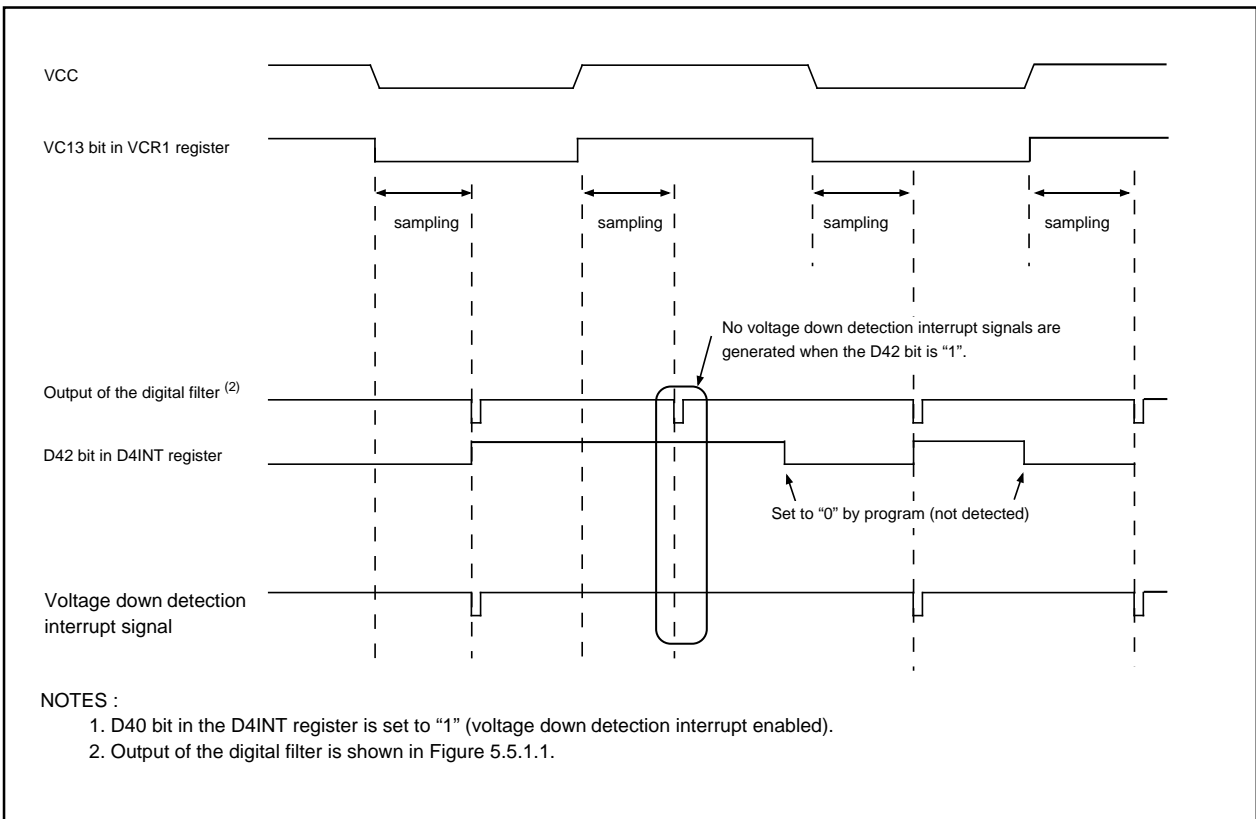 VCC
VC13 bit in VCR1 register
sampling
sampling
sampling
sampling
No voltage down detection interrupt signals are
generated when the D42 bit is “1”.
Output of the digital filter (2)
D42 bit in D4INT register
Set to “0” by program (not detected)
Voltage down detection
interrupt signal
NOTES :
1. D40 bit in the D4INT register is set to “1” (voltage down detection interrupt enabled).
2. Output of the digital filter is shown in Figure 5.5.1.1.